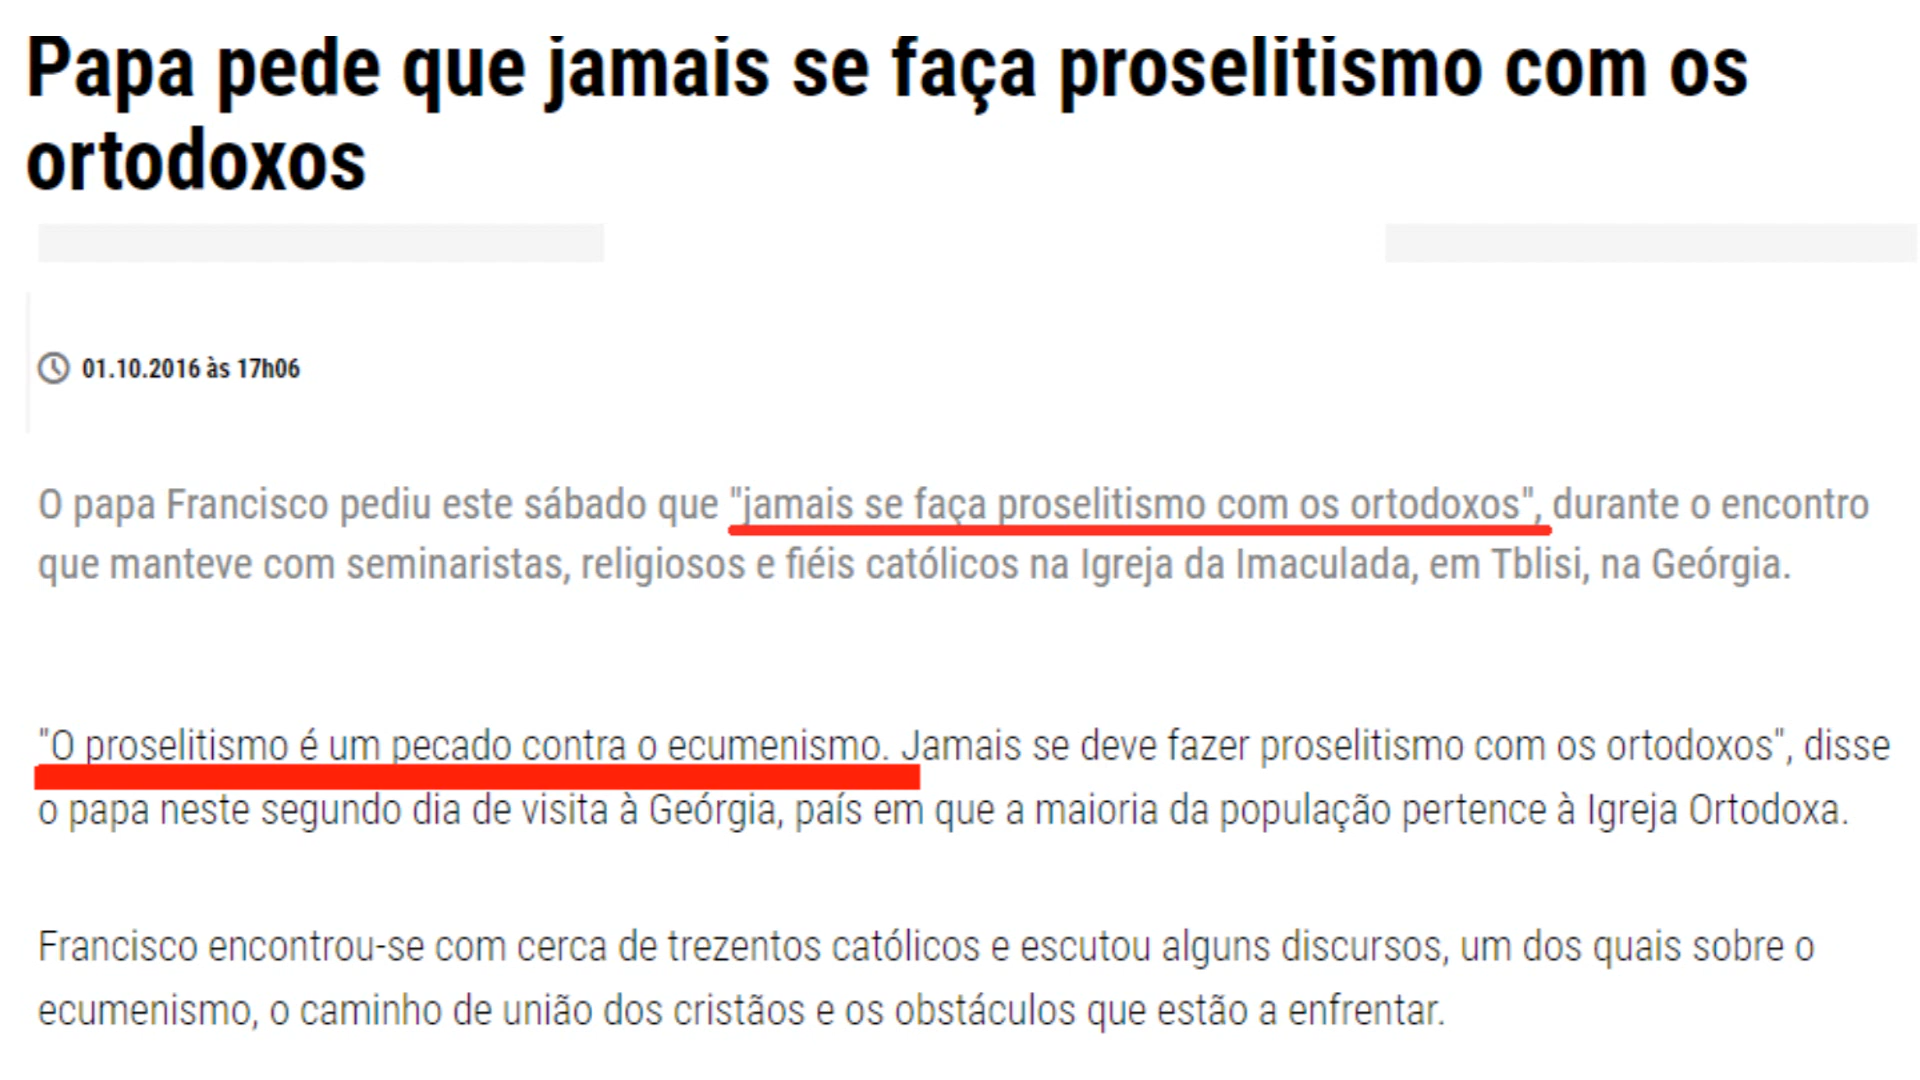 Papa pede que jamais se faça proselitismo com os
ortodoxos
01.10.2016 às 17h06
O papa Francisco pediu este sábado que "jamais se faça proselitismo com os ortodoxos", durante o encontro
que manteve com seminaristas, religiosos e fiéis católicos na Igreja da Imaculada, em Tblisi, na Geórgia.
"O proselitismo é um pecado contra o ecumenismo. Jamais se deve fazer proselitismo com os ortodoxos", disse
o papa neste segundo dia de visita à Geórgia, país em que a maioria da população pertence à Igreja Ortodoxa.
Francisco encontrou-se com cerca de trezentos católicos e escutou alguns discursos, um dos quais sobre o
ecumenismo, o caminho de união dos cristãos e os obstáculos que estão a enfrentar.